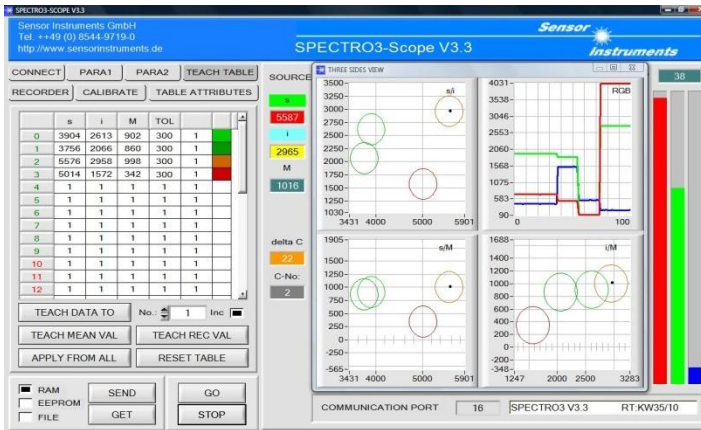 SPECTRO3-SCOPE V3.3
Sensor Instruments GmbH
Tel. ++49 (0) 8544-9719-0
http://www.sensorinstruments.de
SPECTRO3-Scope V3.3
Sensor
Instruments
CONNECT PARA1 PARA2 TEACH TABLE
RECORDER CALIBRATE TABLE ATTRIBUTES
s i M TOL
0 3904 2613 902 300 1
1 3756 2066 860 300 1
2 5576 2958 998 300 1
3 5014 1572 342 300 1
4 1 1 1 1 1
5 1 1 1 1 1
6 1 1 1 1 1
7 1 1 1 1 1
8 1 1 1 1 1
9 1 1 1 1 1
10 1 1 1 1 1
11 1 1 1 1 1
12 1 1 1 1 1
TEACH DATA TO No.: 1 Inc
TEACH MEAN VAL TEACH REC VAL
APPLY FROM ALL RESET TABLE
RAM
EEPROM
FILE
SEND
GET
GO
STOP
SOURCE
s
5587
i
2965
M
1016
delta C
22
C-No:
2
THREE SIDES VIEW
s/i
3500-
3250-
3000-
2750-
2500-
2250-
2000-
1750-
1500-
1250-
1030-
3431 4000 5000 5901
RGB
4031-
3538-
3046-
2553-
2060-
1568-
1075-
583-
90-
0 100
s/M
1905-
1500-
1250-
1000-
750-
500-
250-
0-
-250-
-565-
3431 4000 5000 5901
i/M
1688-
1400-
1200-
1000-
800-
600-
400-
200-
0-
-200-
-348-
1247 2000 2500 3283
38
COMMUNICATION PORT 16 SPECTRO3 V3.3 RT:KW35/10